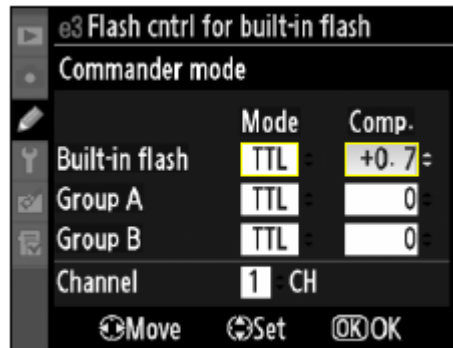 e3 Flash cntrl for built-in flash
Commander mode
Mode Comp.
Built-in flash TTL +0.7
Group A TTL 0
Group B TTL 0
Channel 1 CH
Move Set OK OK